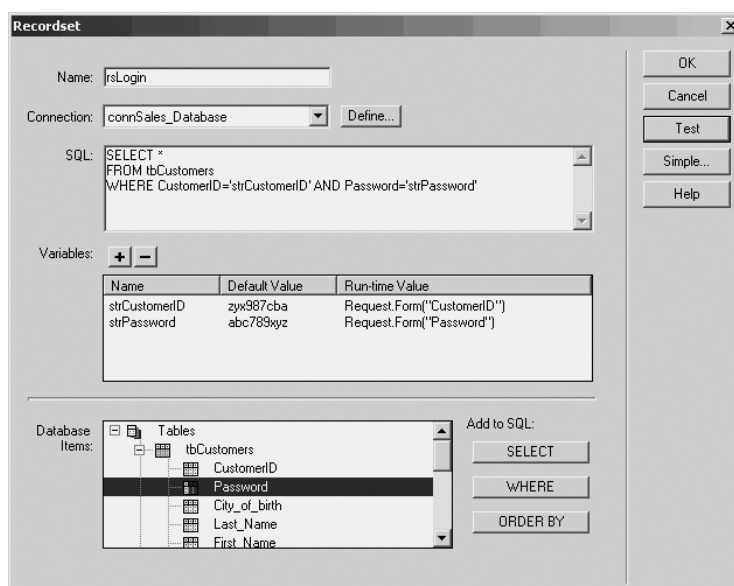 Recordset
Name: rsLogin
OK
Cancel
Connection: connSales_Database Define...
Test
SQL: SELECT *
FROM tbCustomers
WHERE CustomerID='strCustomerID' AND Password='strPassword'
Simple...
Help
Variables: + −
Name Default Value Run-time Value
strCustomerID zyx987cba Request.Form("CustomerID")
strPassword abc789xyz Request.Form("Password")
Database Items:
Tables
tbCustomers
CustomerID
Password
City_of_birth
Last_Name
First_Name
Add to SQL:
SELECT
WHERE
ORDER BY